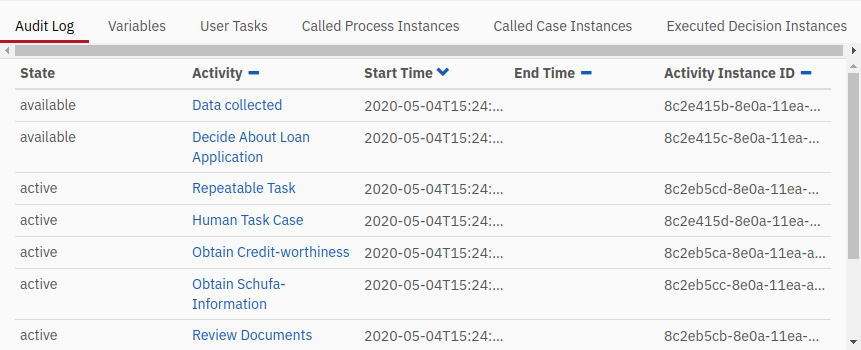 Audit Log Variables User Tasks Called Process Instances Called Case Instances Executed Decision Instances
State Activity Start Time End Time Activity Instance ID
available Data collected 2020-05-04T15:24:... 8c2e415b-8e0a-11ea-...
available Decide About Loan Application 2020-05-04T15:24:... 8c2e415c-8e0a-11ea-...
active Repeatable Task 2020-05-04T15:24:... 8c2eb5cd-8e0a-11ea-...
active Human Task Case 2020-05-04T15:24:... 8c2e415d-8e0a-11ea-...
active Obtain Credit-worthiness 2020-05-04T15:24:... 8c2eb5ca-8e0a-11ea-a...
active Obtain Schufa-Information 2020-05-04T15:24:... 8c2eb5cc-8e0a-11ea-a...
active Review Documents 2020-05-04T15:24:... 8c2eb5cb-8e0a-11ea-a...